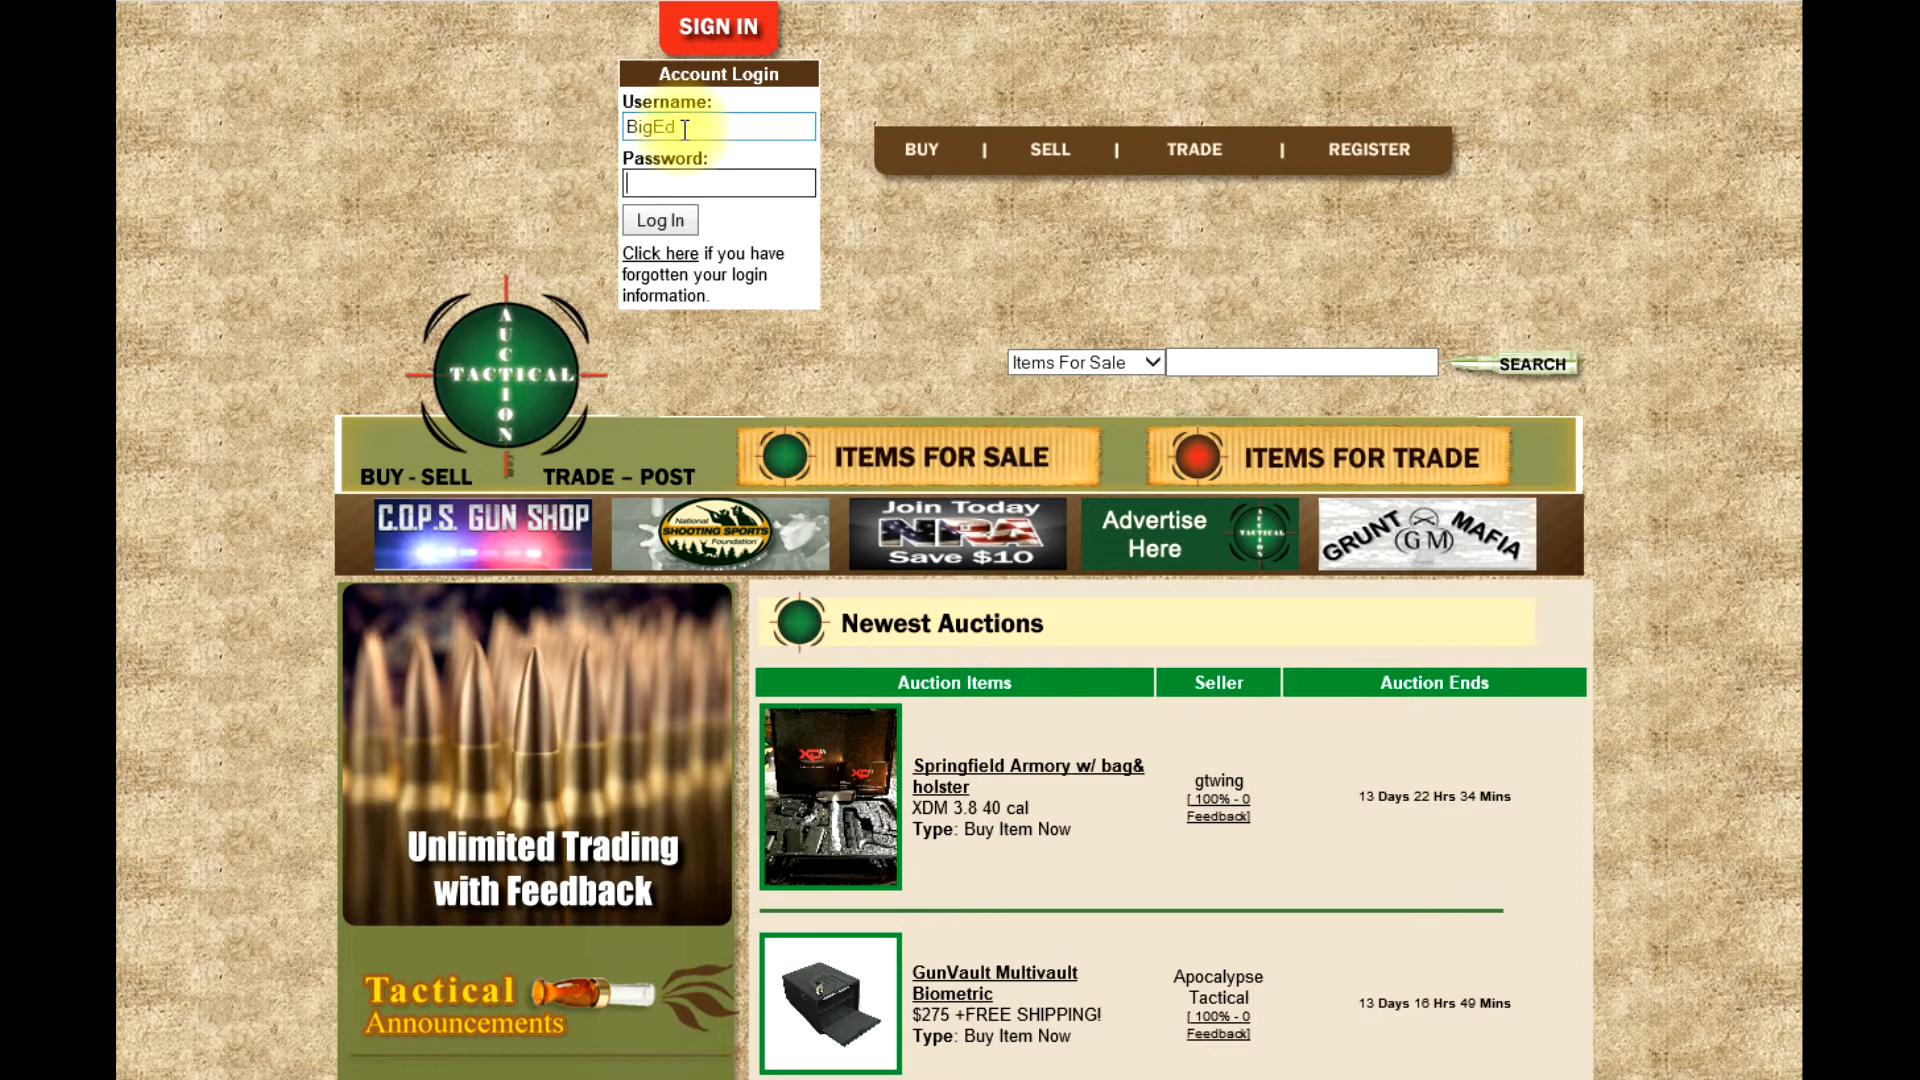 SIGN IN
Account Login
Username:
BigEd
Password:
Log In
Click here if you have
forgotten your login
information.
BUY | SELL | TRADE | REGISTER
AUCTION
TACTICAL
Items For Sale
SEARCH
BUY - SELL
TRADE – POST
ITEMS FOR SALE
ITEMS FOR TRADE
C.O.P.S. GUN SHOP
National
SHOOTING SPORTS
Foundation
Join Today
NRA
Save $10
Advertise
Here
TACTICAL
GRUNT MAFIA
GM
Unlimited Trading
with Feedback
Tactical
Announcements
Newest Auctions
Auction Items Seller Auction Ends
Springfield Armory w/ bag&
holster
XDM 3.8 40 cal
Type: Buy Item Now
gtwing
[ 100% - 0
Feedback]
13 Days 22 Hrs 34 Mins
GunVault Multivault
Biometric
$275 +FREE SHIPPING!
Type: Buy Item Now
Apocalypse
Tactical
[ 100% - 0
Feedback]
13 Days 16 Hrs 49 Mins